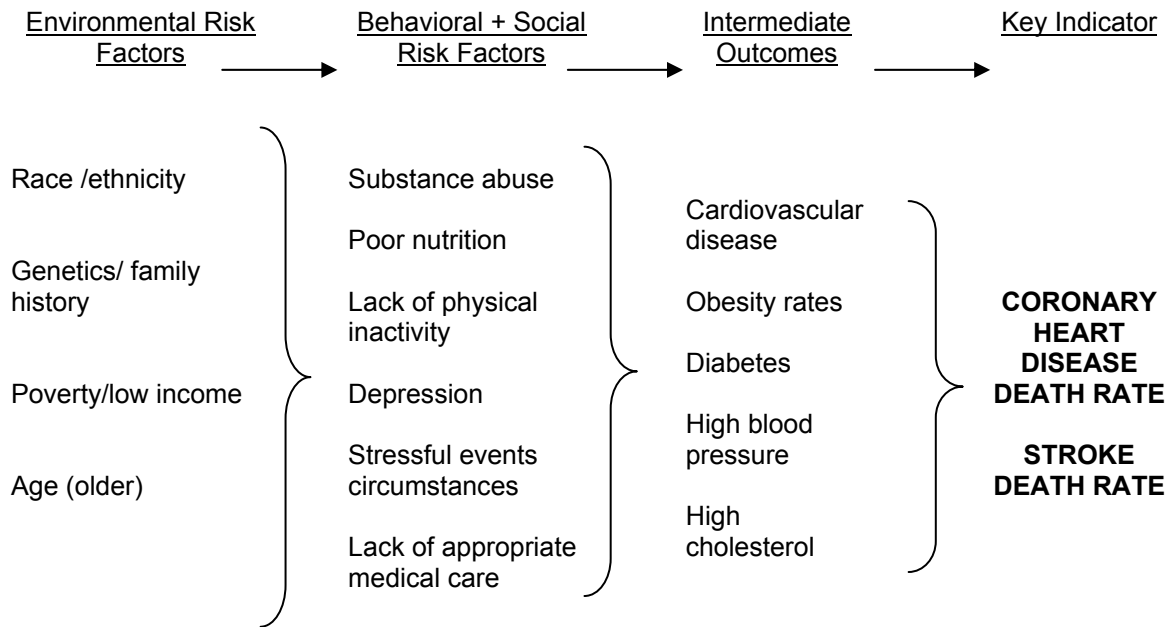 Environmental Risk
Factors
Behavioral + Social
Risk Factors
Intermediate
Outcomes
Key Indicator
Race /ethnicity
Genetics/ family
history
Poverty/low income
Age (older)
Substance abuse
Poor nutrition
Lack of physical
inactivity
Depression
Stressful events
circumstances
Lack of appropriate
medical care
Cardiovascular
disease
Obesity rates
Diabetes
High blood
pressure
High
cholesterol
CORONARY
HEART
DISEASE
DEATH RATE
STROKE
DEATH RATE